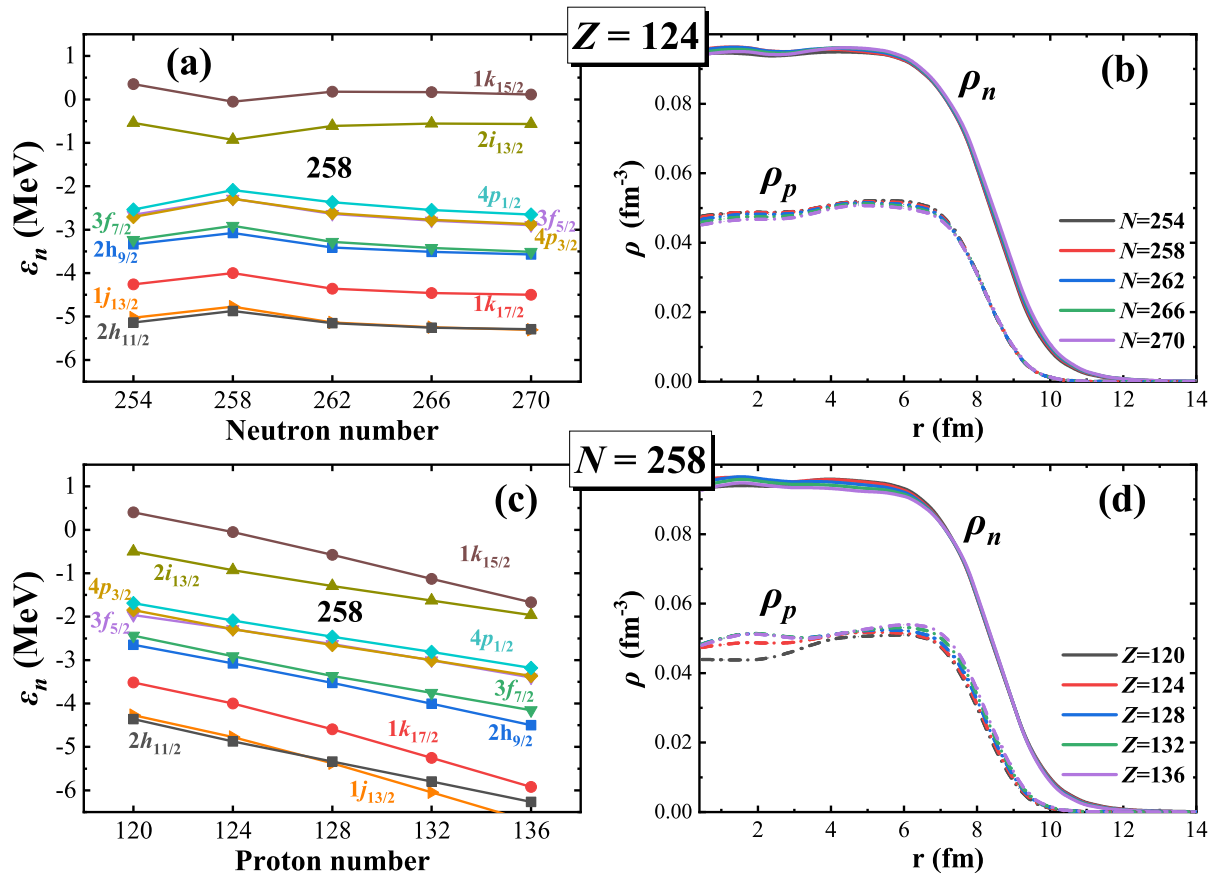 Z = 124
(a)
1k15/2
2i13/2
258
4p1/2
3f7/2
3f5/2
2h9/2
4p3/2
1j13/2
1k17/2
2h11/2
1
0
-1
-2
-3
-4
-5
-6
εn (MeV)
254 258 262 266 270
Neutron number
(b)
ρn
ρp
N=254
N=258
N=262
N=266
N=270
0.08
0.06
0.04
0.02
0.00
ρ (fm-3)
2 4 6 8 10 12 14
r (fm)
N = 258
(c)
1k15/2
2i13/2
4p3/2
258
3f5/2
4p1/2
3f7/2
1k17/2
2h9/2
2h11/2
1j13/2
1
0
-1
-2
-3
-4
-5
-6
εn (MeV)
120 124 128 132 136
Proton number
(d)
ρn
ρp
Z=120
Z=124
Z=128
Z=132
Z=136
0.08
0.06
0.04
0.02
0.00
ρ (fm-3)
2 4 6 8 10 12 14
r (fm)